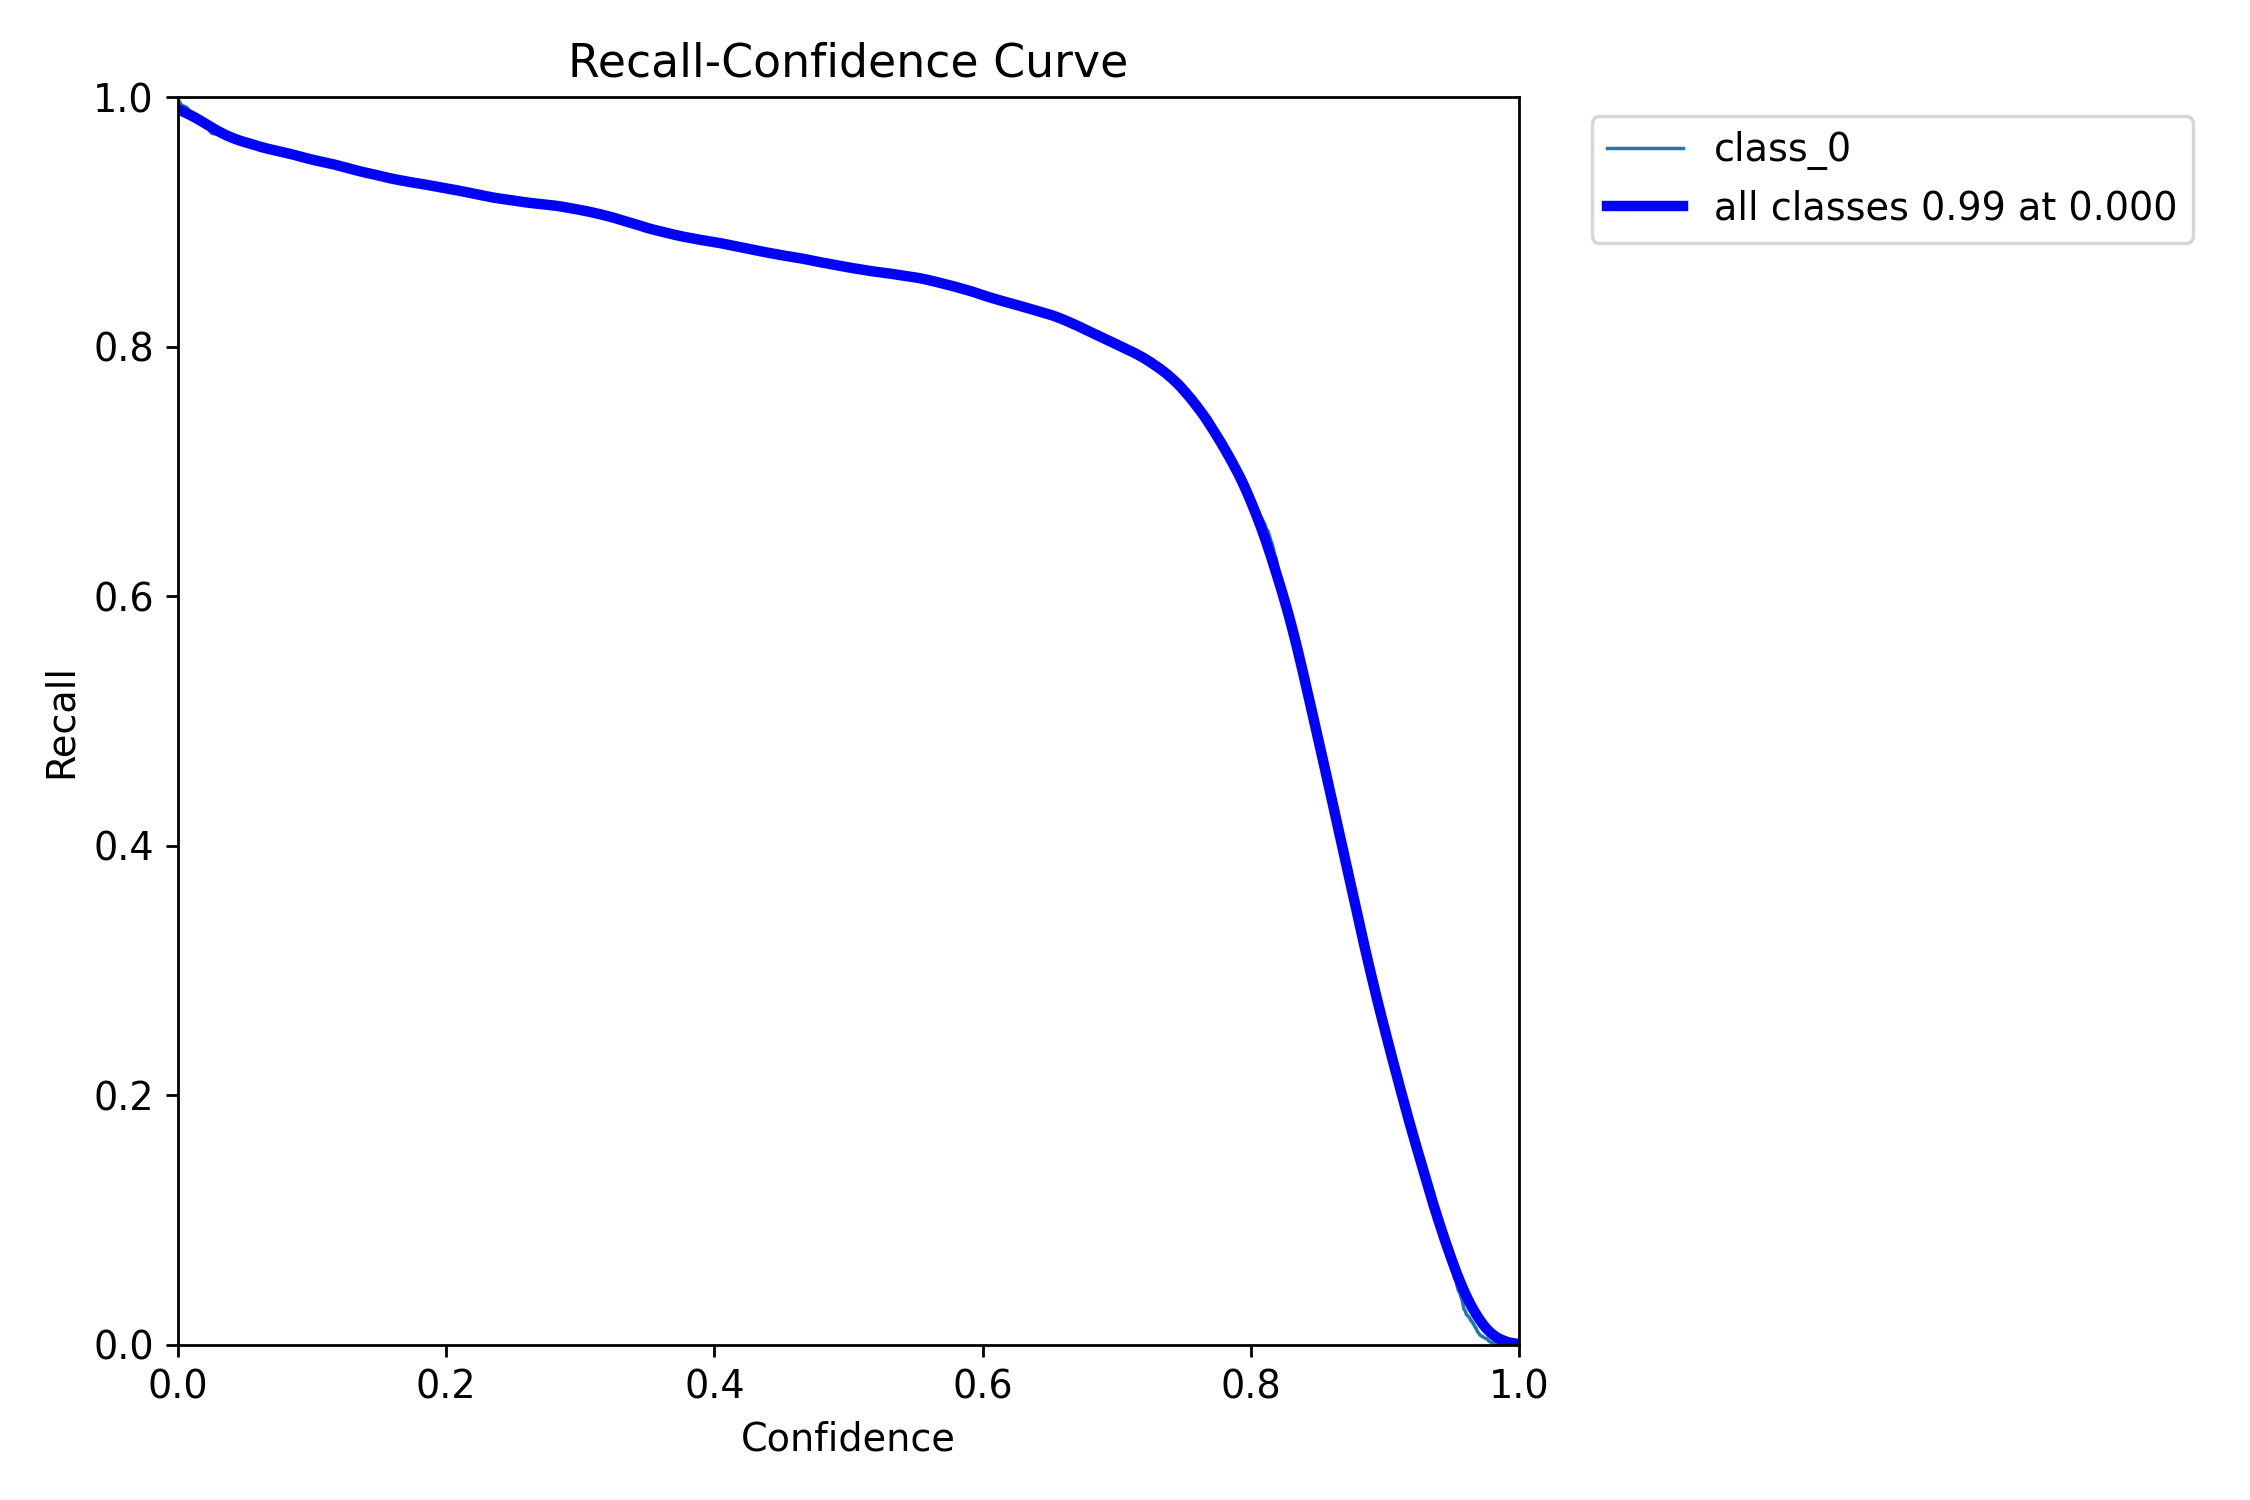 Recall-Confidence Curve
1.0
0.8
0.6
0.4
0.2
0.0
Recall
0.0 0.2 0.4 0.6 0.8 1.0
Confidence
class_0
all classes 0.99 at 0.000